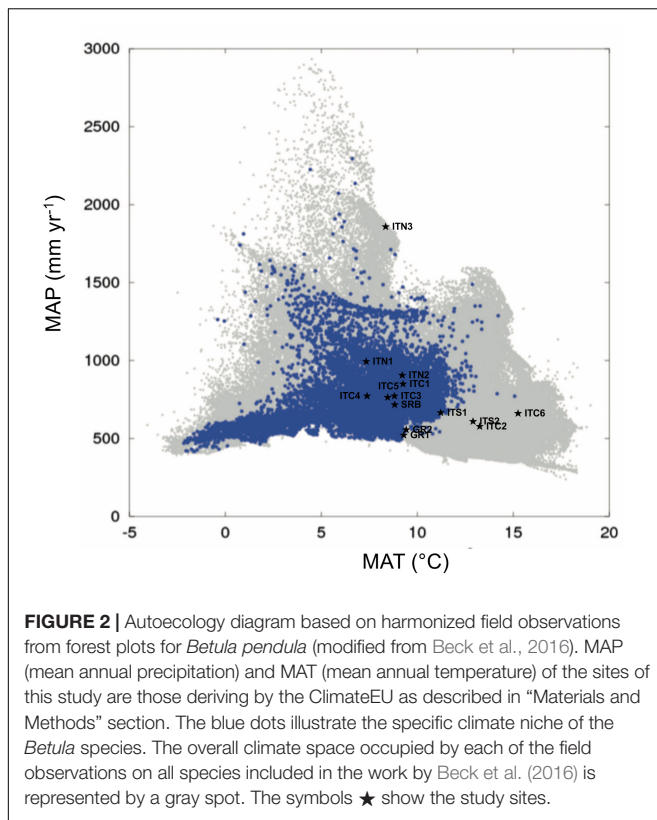 3000
2500
2000
1500
1000
500
0
MAP (mm yr⁻¹)
ITN3
ITN1
ITN2
ITC5
ITC1
ITC4
ITC3
SRB
ITS1
ITC6
ITS2
ITC2
GR2
GR1
-5
0
5
10
15
20
MAT (°C)
FIGURE 2 | Autoecology diagram based on harmonized field observations
from forest plots for Betula pendula (modified from Beck et al., 2016). MAP
(mean annual precipitation) and MAT (mean annual temperature) of the sites of
this study are those deriving by the ClimateEU as described in “Materials and
Methods” section. The blue dots illustrate the specific climate niche of the
Betula species. The overall climate space occupied by each of the field
observations on all species included in the work by Beck et al. (2016) is
represented by a gray spot. The symbols ★ show the study sites.